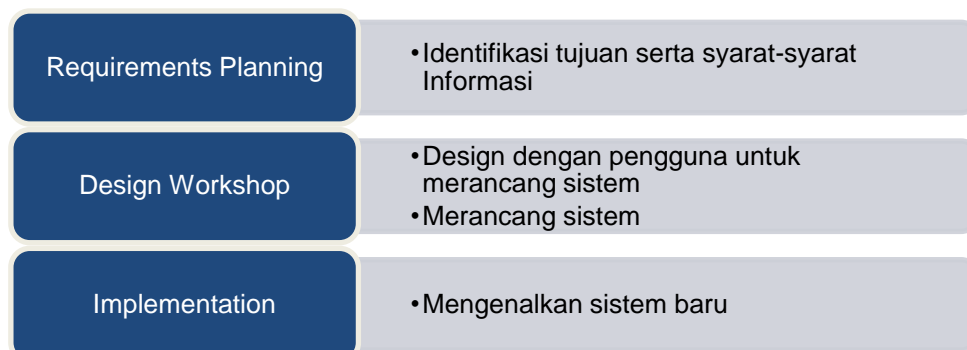 Requirements Planning
•Identifikasi tujuan serta syarat-syarat
Informasi
Design Workshop
•Design dengan pengguna untuk
merancang sistem
•Merancang sistem
Implementation
•Mengenalkan sistem baru